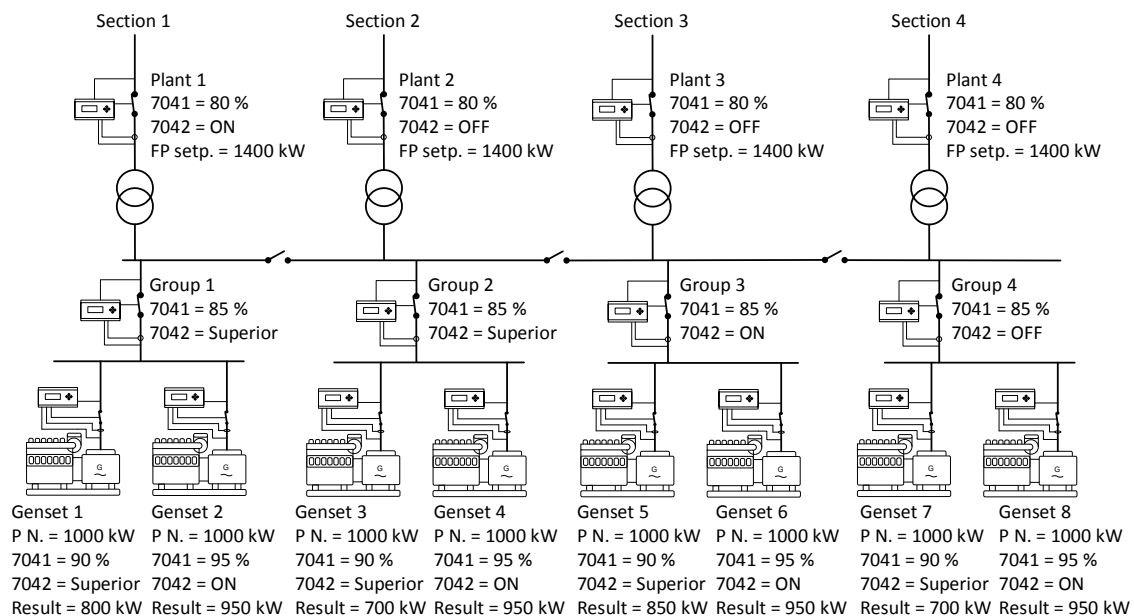 Section 1
Section 2
Section 3
Section 4
Plant 1
7041 = 80 %
7042 = ON
FP setp. = 1400 kW
Plant 2
7041 = 80 %
7042 = OFF
FP setp. = 1400 kW
Plant 3
7041 = 80 %
7042 = OFF
FP setp. = 1400 kW
Plant 4
7041 = 80 %
7042 = OFF
FP setp. = 1400 kW
Group 1
7041 = 85 %
7042 = Superior
Group 2
7041 = 85 %
7042 = Superior
Group 3
7041 = 85 %
7042 = ON
Group 4
7041 = 85 %
7042 = OFF
G
G
G
G
G
G
G
G
Genset 1
P N. = 1000 kW
7041 = 90 %
7042 = Superior
Result = 800 kW
Genset 2
P N. = 1000 kW
7041 = 95 %
7042 = ON
Result = 950 kW
Genset 3
P N. = 1000 kW
7041 = 90 %
7042 = Superior
Result = 700 kW
Genset 4
P N. = 1000 kW
7041 = 95 %
7042 = ON
Result = 950 kW
Genset 5
P N. = 1000 kW
7041 = 90 %
7042 = Superior
Result = 850 kW
Genset 6
P N. = 1000 kW
7041 = 95 %
7042 = ON
Result = 950 kW
Genset 7
P N. = 1000 kW
7041 = 90 %
7042 = Superior
Result = 700 kW
Genset 8
P N. = 1000 kW
7041 = 95 %
7042 = ON
Result = 950 kW